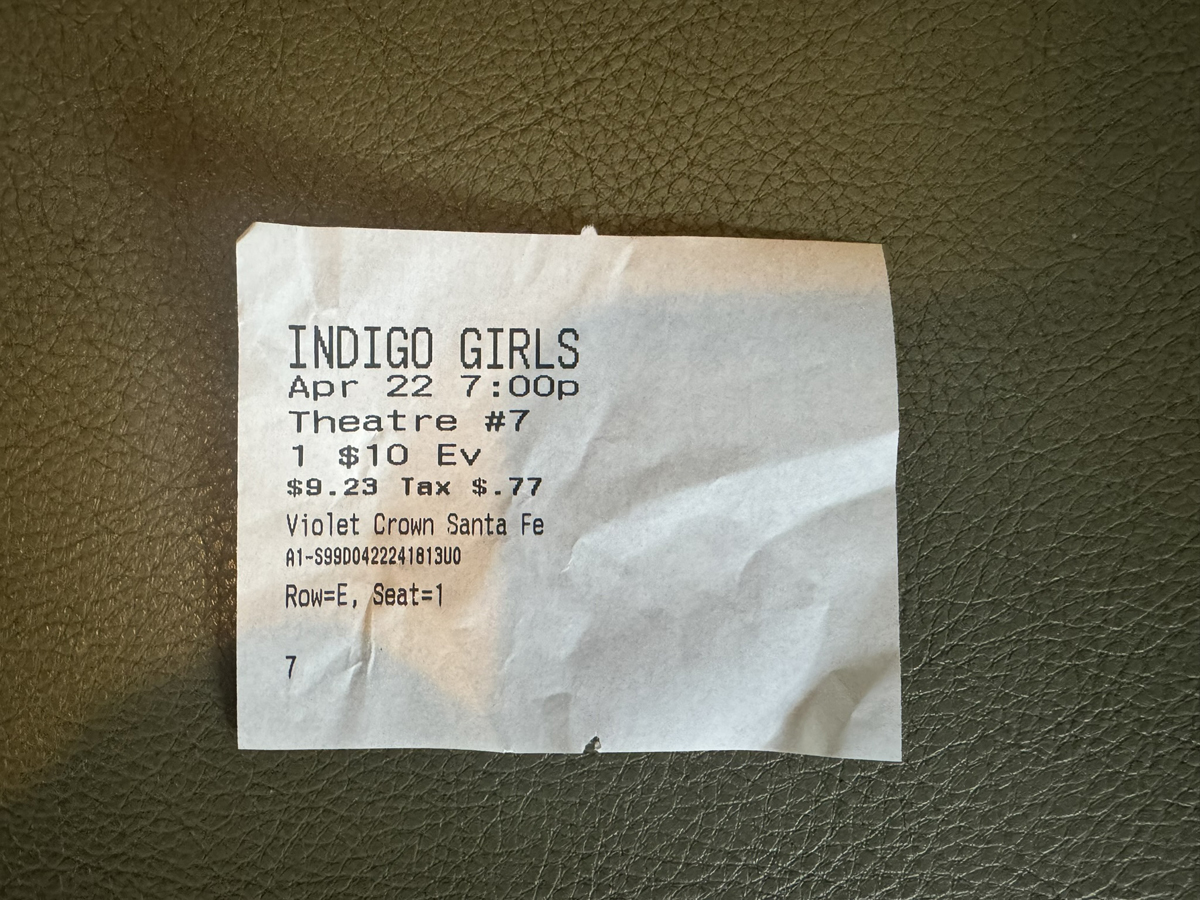 INDIGO GIRLS
Apr 22 7:00p
Theatre #7
1 $10 Ev
$9.23 Tax $.77
Violet Crown Santa Fe
A1-S99D0422241813U0
Row=E, Seat=1
7